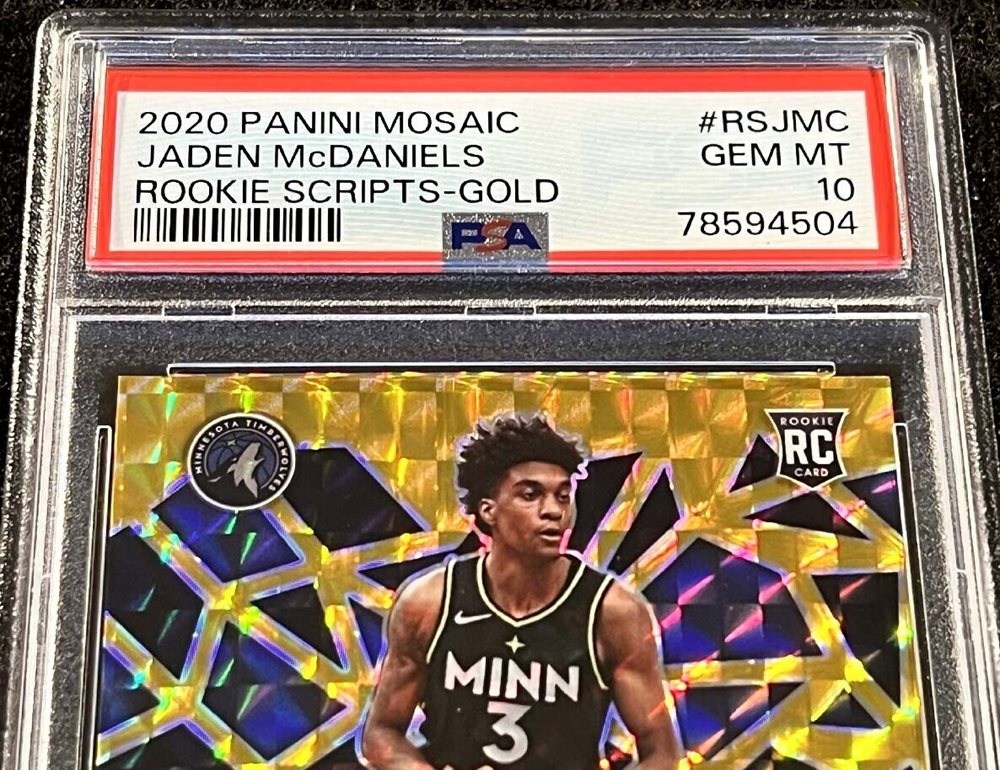 2020 PANINI MOSAIC #RSJMC
JADEN McDANIELS GEM MT
ROOKIE SCRIPTS-GOLD 10
PSA 78594504
MINNESOTA TIMBERWOLVES
ROOKIE
RC
CARD
MINN
3